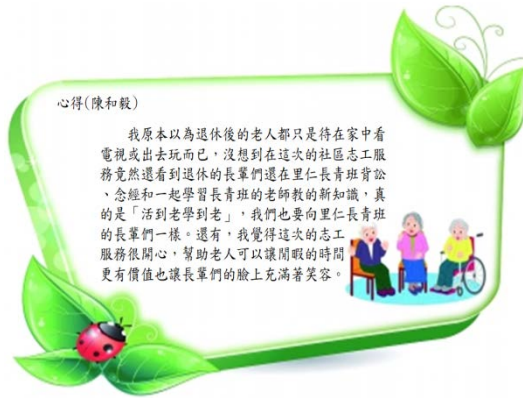 心得(陳和毅)
我原本以為退休後的老人都只是待在家中看
電視或出去玩而已，沒想到在這次的社區志工服
務竟然還看到退休的長輩們還在里仁長青班背訟
、念經和一起學習長青班的老師教的新知識，真
的是「活到老學到老」，我們也要向里仁長青班
的長輩們一樣。還有，我覺得這次的志工
服務很開心，幫助老人可以讓閒暇的時間
更有價值也讓長輩們的臉上充滿著笑容。